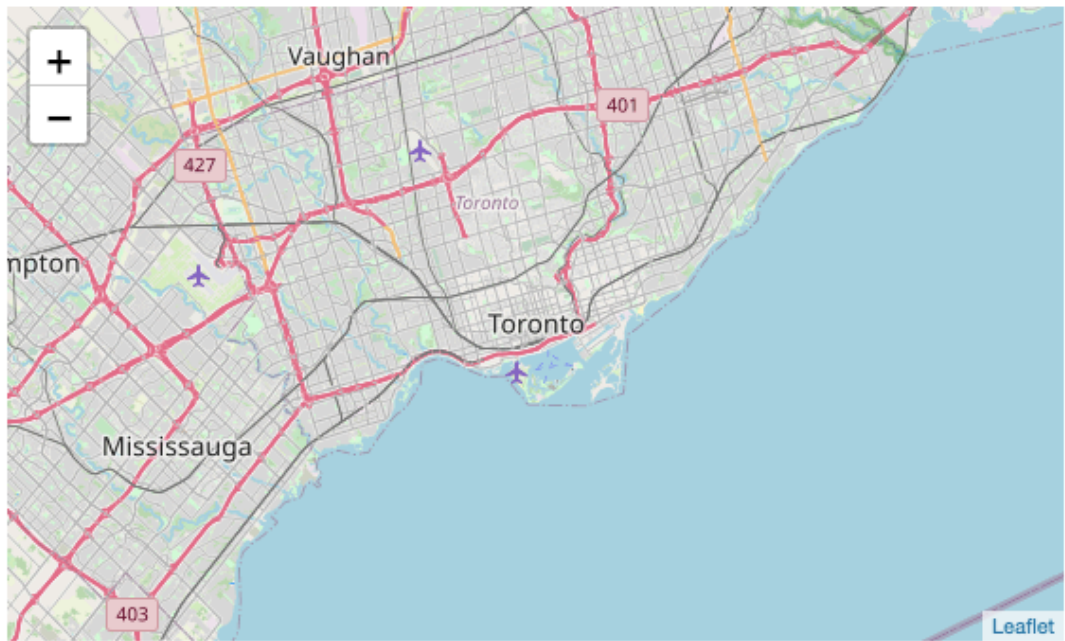 +
Vaughan
401
427
Toronto
mpton
−
Toronto
Mississauga
403
Leaflet